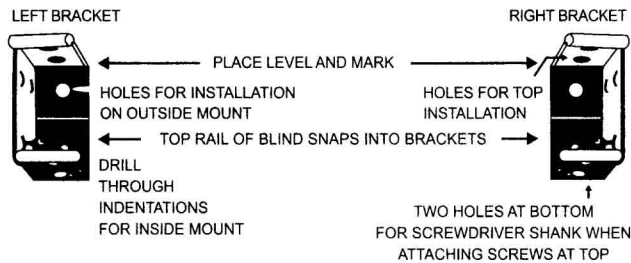 LEFT BRACKET
RIGHT BRACKET
PLACE LEVEL AND MARK
HOLES FOR INSTALLATION
ON OUTSIDE MOUNT
HOLES FOR TOP
INSTALLATION
TOP RAIL OF BLIND SNAPS INTO BRACKETS
DRILL
THROUGH
INDENTATIONS
FOR INSIDE MOUNT
TWO HOLES AT BOTTOM
FOR SCREWDRIVER SHANK WHEN
ATTACHING SCREWS AT TOP